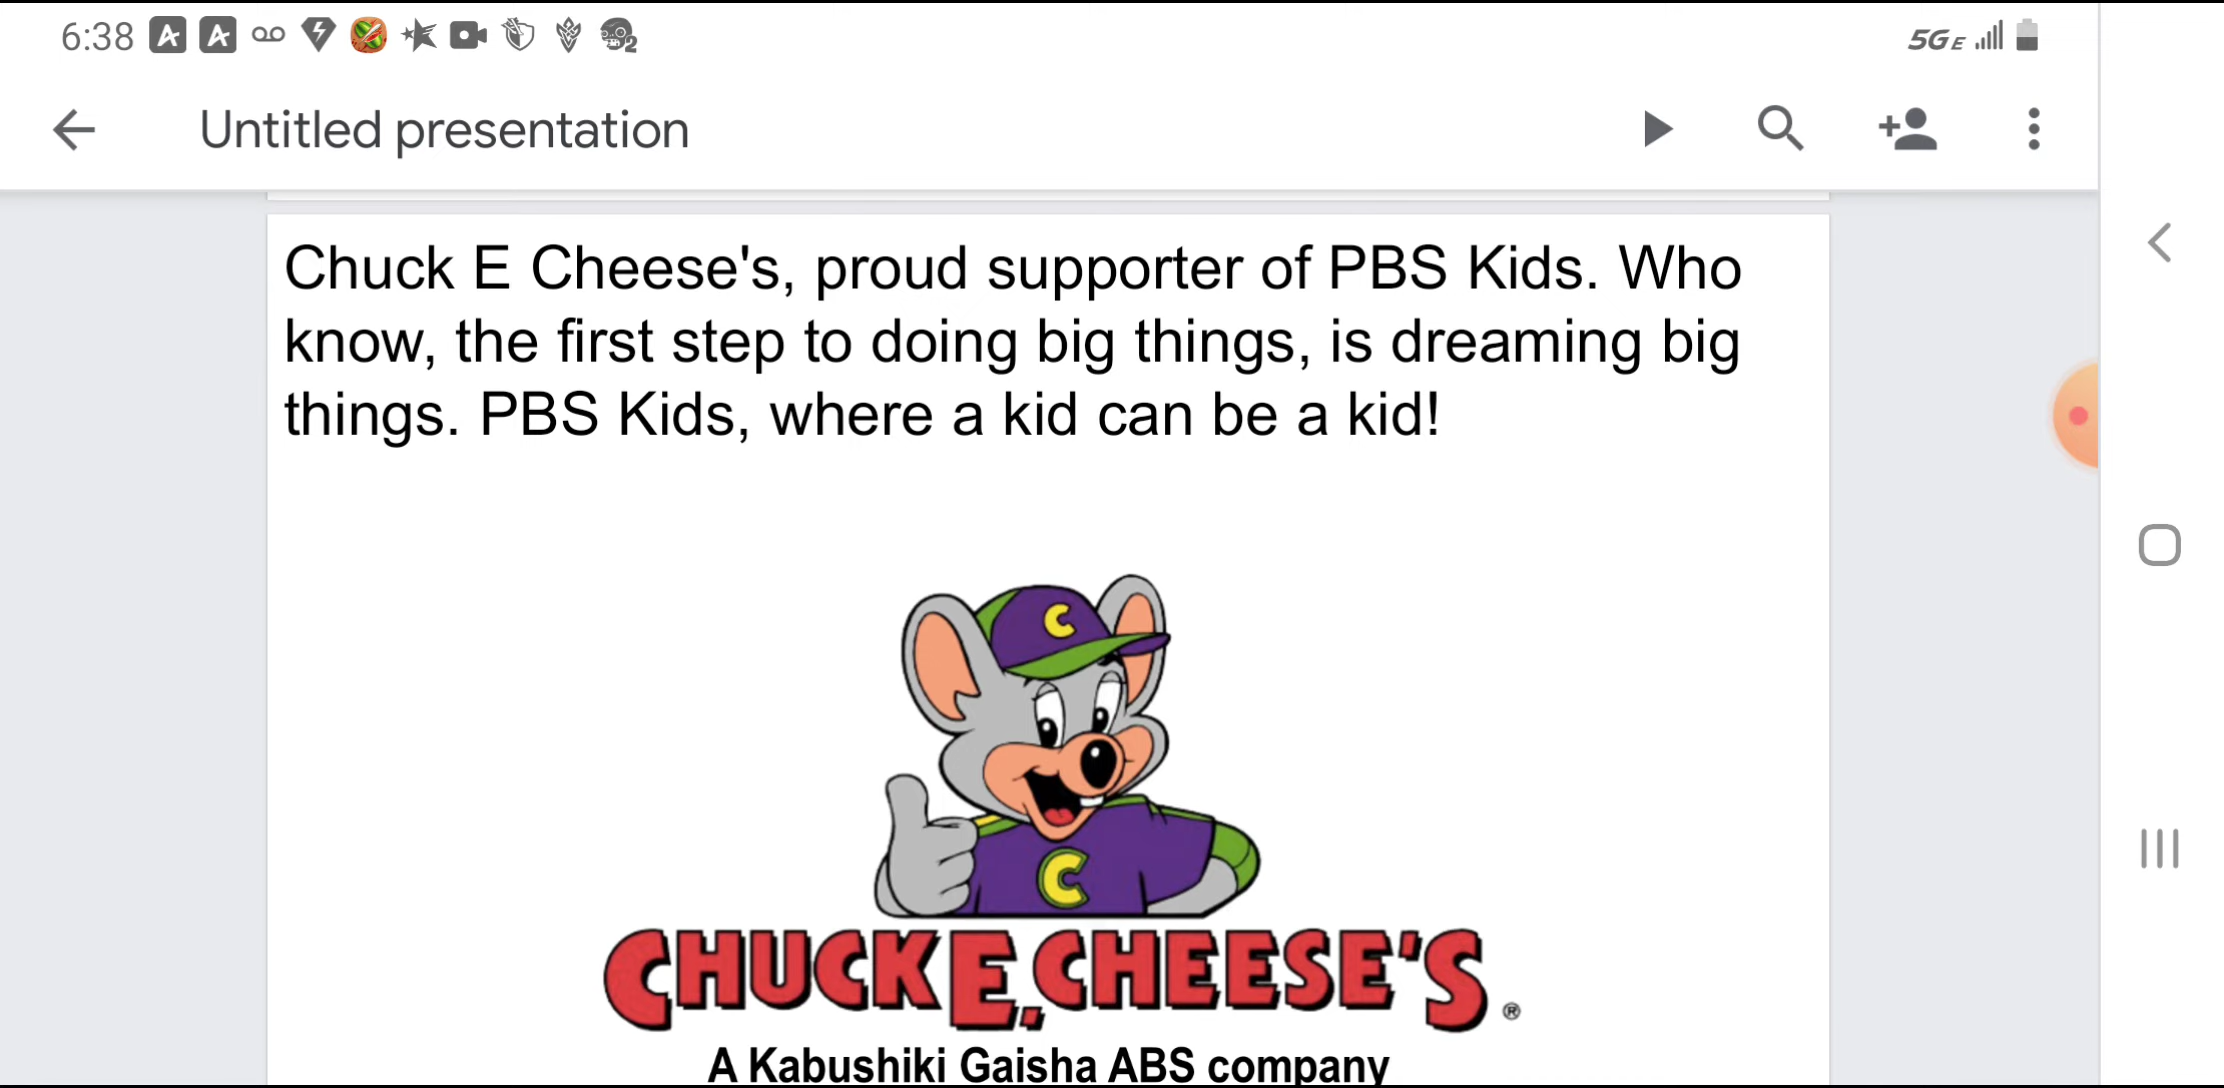 6:38
5GE
Untitled presentation
Chuck E Cheese's, proud supporter of PBS Kids. Who
know, the first step to doing big things, is dreaming big
things. PBS Kids, where a kid can be a kid!
C
C
CHUCK E. CHEESE'S ®
A Kabushiki Gaisha ABS company